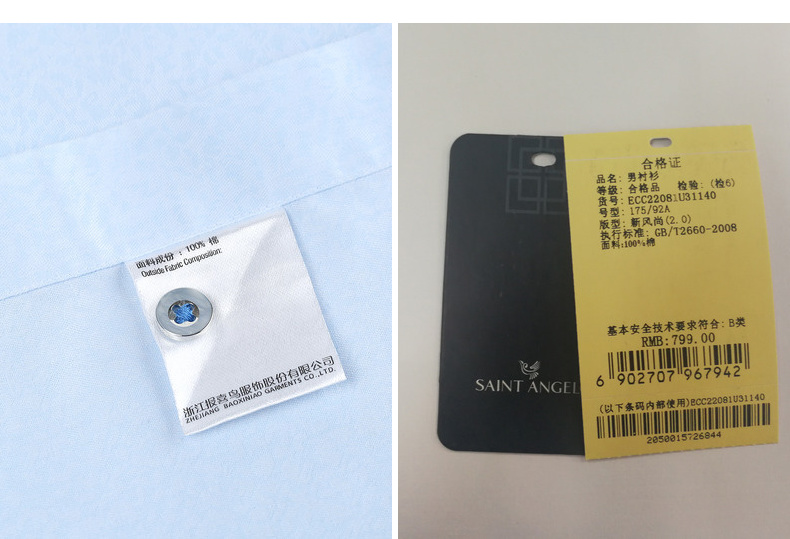 面料成份：100% 棉
Outside Fabric Composition:
浙江报喜鸟服饰股份有限公司
ZHEJIANG BAOXINIAO GARMENTS CO.,LTD.
SAINT ANGEL
合格证
品名: 男衬衫
等级: 合格品 检验: (检6)
货号: ECC22081U31140
号型: 175/92A
版型: 新风尚(2.0)
执行标准: GB/T2660-2008
面料:100%棉
基本安全技术要求符合: B类
RMB:799.00
6 902707 967942
(以下条码内部使用)ECC22081U31140
2050015726844